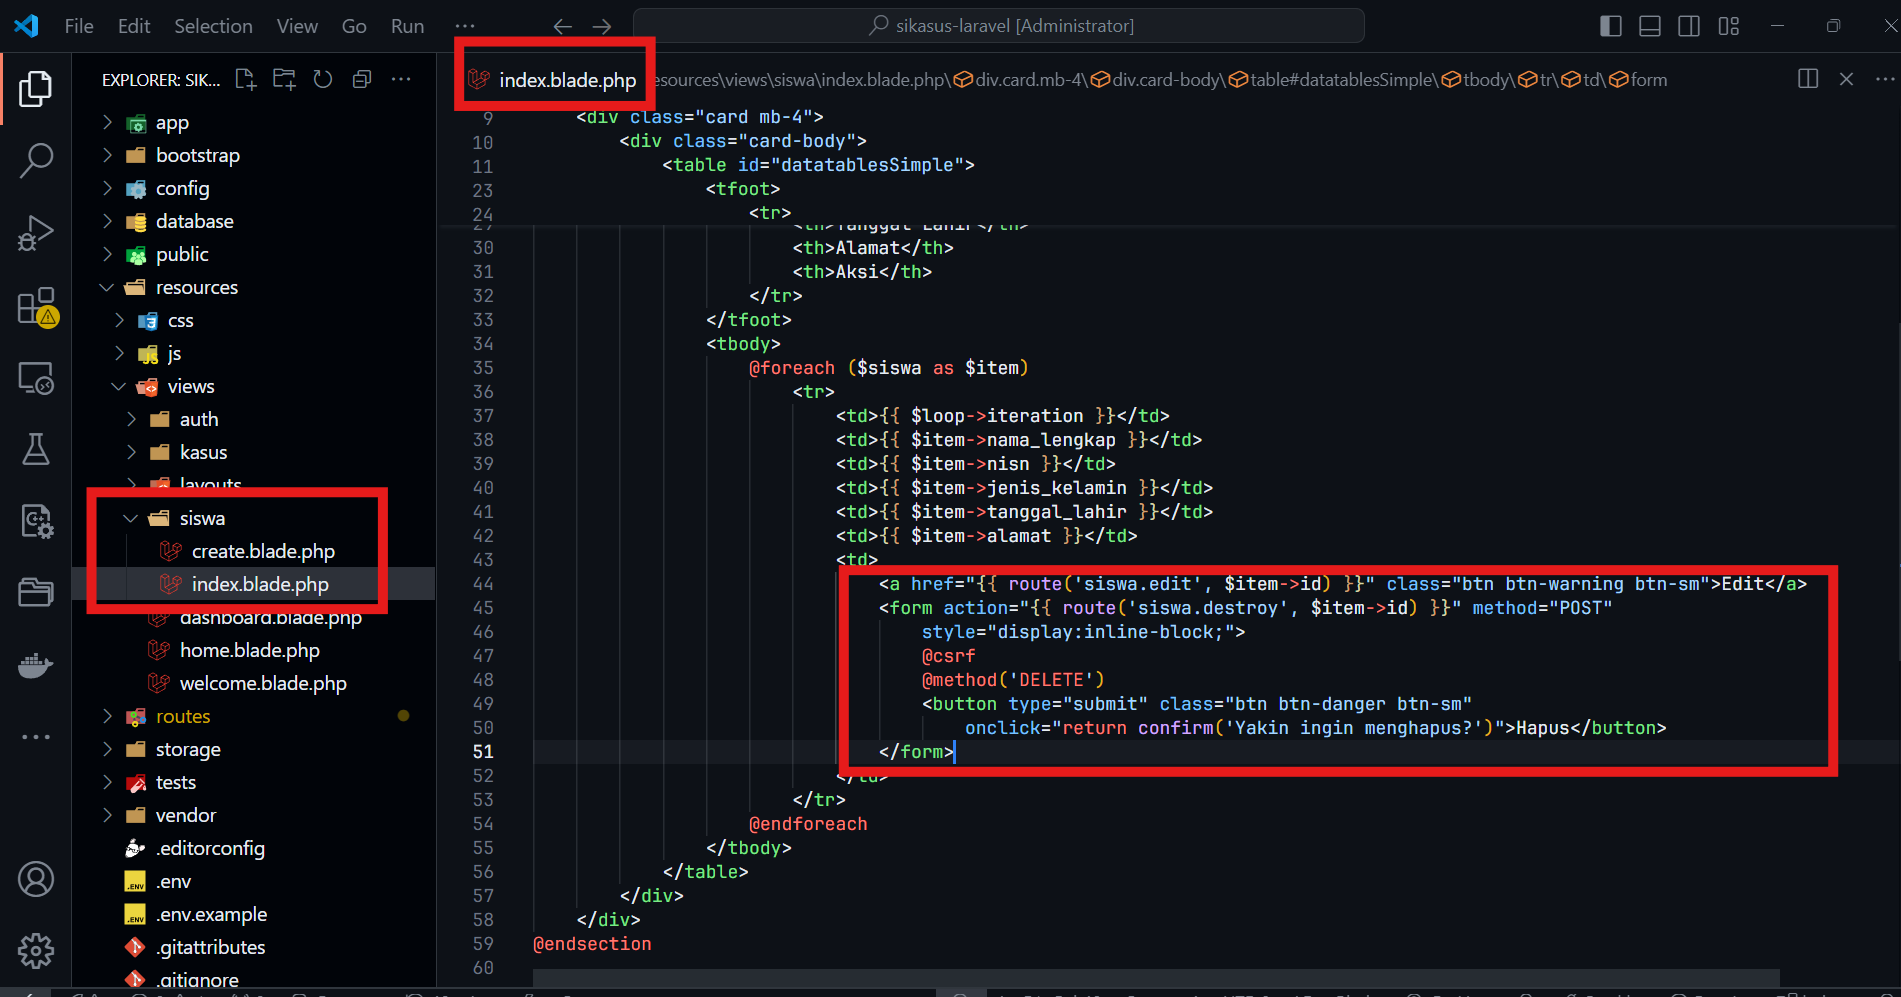 File Edit Selection View Go Run ··· sikasus-laravel [Administrator]
EXPLORER: SIK...
app
bootstrap
config
database
public
resources
css
js
views
auth
kasus
layouts
siswa
create.blade.php
index.blade.php
dashboard.blade.php
home.blade.php
welcome.blade.php
routes
storage
tests
vendor
.editorconfig
.env
.env.example
.gitattributes
.gitignore
index.blade.php esources\views\siswa\index.blade.php\div.card.mb-4\div.card-body\table#datatablesSimple\tbody\tr\td\form
9 <div class="card mb-4">
10 <div class="card-body">
11 <table id="datatablesSimple">
23 <tfoot>
24 <tr>
29 <th>Tanggal Lahir</th>
30 <th>Alamat</th>
31 <th>Aksi</th>
32 </tr>
33 </tfoot>
34 <tbody>
35 @foreach ($siswa as $item)
36 <tr>
37 <td>{{ $loop->iteration }}</td>
38 <td>{{ $item->nama_lengkap }}</td>
39 <td>{{ $item->nisn }}</td>
40 <td>{{ $item->jenis_kelamin }}</td>
41 <td>{{ $item->tanggal_lahir }}</td>
42 <td>{{ $item->alamat }}</td>
43 <td>
44 <a href="{{ route('siswa.edit', $item->id) }}" class="btn btn-warning btn-sm">Edit</a>
45 <form action="{{ route('siswa.destroy', $item->id) }}" method="POST"
46 style="display:inline-block;">
47 @csrf
48 @method('DELETE')
49 <button type="submit" class="btn btn-danger btn-sm"
50 onclick="return confirm('Yakin ingin menghapus?')">Hapus</button>
51 </form>
52 </td>
53 </tr>
54 @endforeach
55 </tbody>
56 </table>
57 </div>
58 </div>
59 @endsection
60